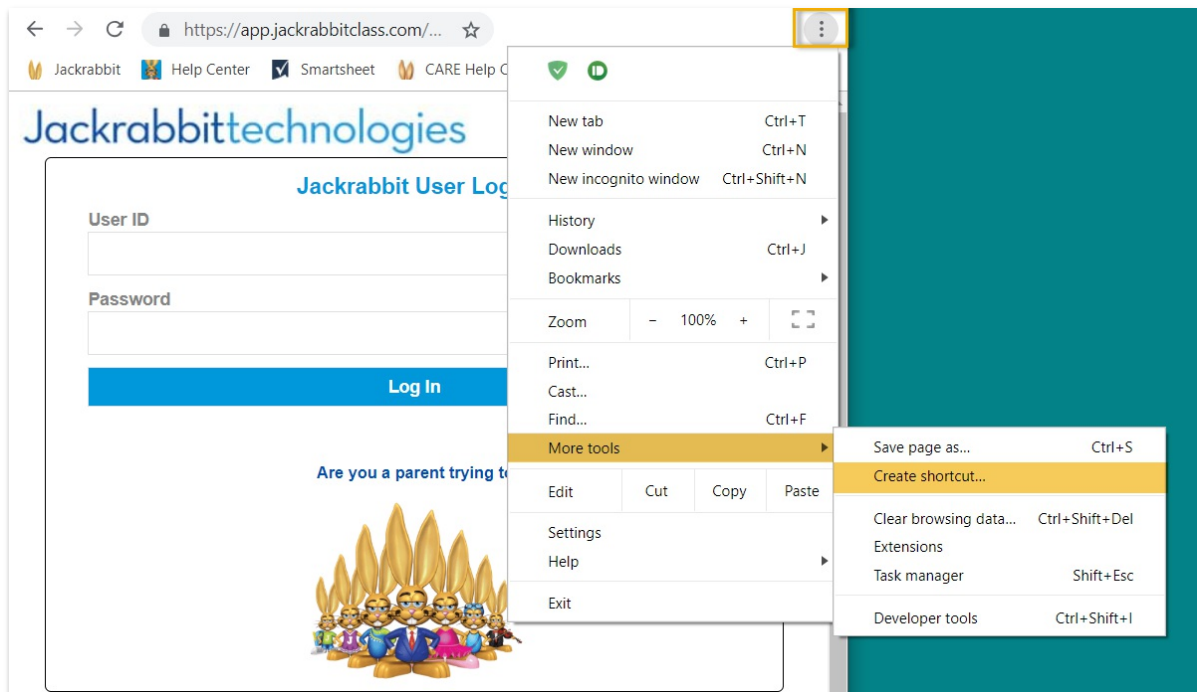 https://app.jackrabbitclass.com/...
Jackrabbit Help Center Smartsheet CARE Help C
Jackrabbittechnologies
Jackrabbit User Log
User ID
Password
Log In
Are you a parent trying to
New tab Ctrl+T
New window Ctrl+N
New incognito window Ctrl+Shift+N
History
Downloads Ctrl+J
Bookmarks
Zoom - 100% +
Print... Ctrl+P
Cast...
Find... Ctrl+F
More tools
Edit Cut Copy Paste
Settings
Help
Exit
Save page as... Ctrl+S
Create shortcut...
Clear browsing data... Ctrl+Shift+Del
Extensions
Task manager Shift+Esc
Developer tools Ctrl+Shift+I